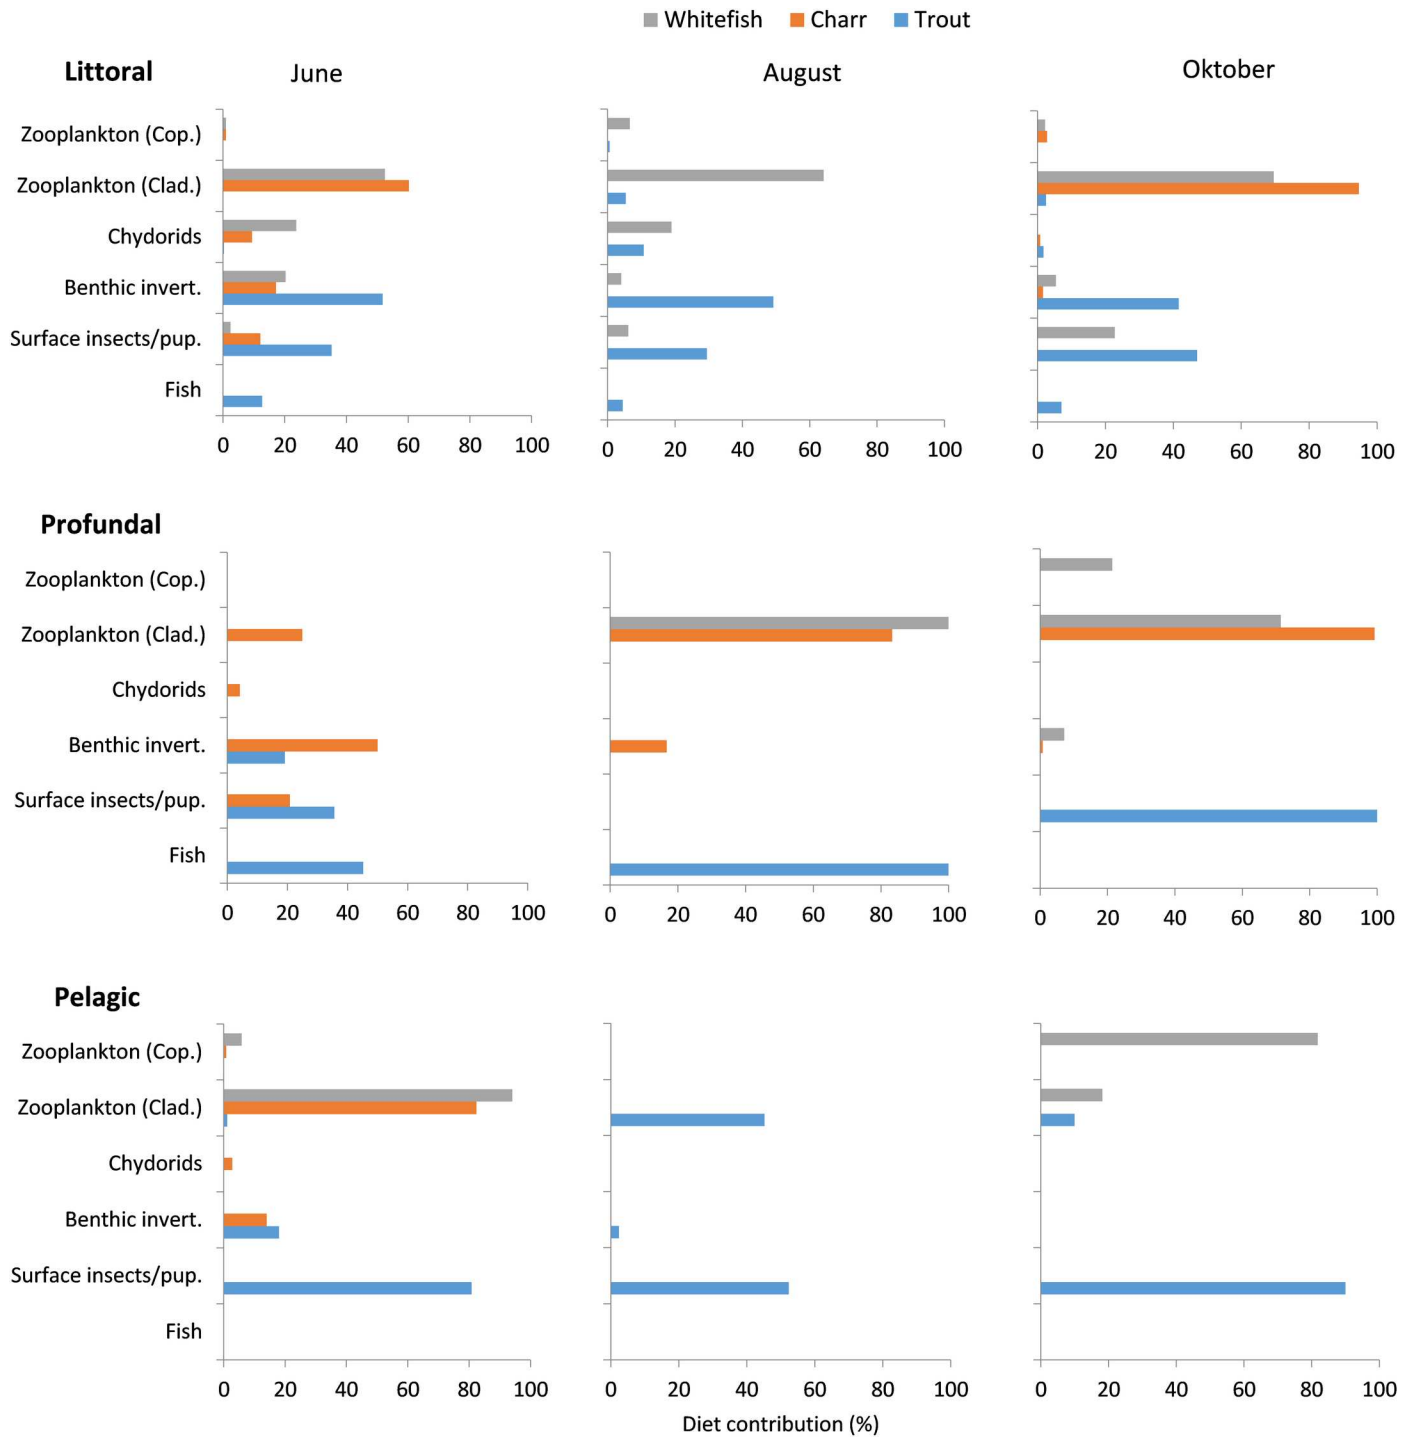 Whitefish Charr Trout
Littoral June August Oktober
Zooplankton (Cop.)
Zooplankton (Clad.)
Chydorids
Benthic invert.
Surface insects/pup.
Fish
0 20 40 60 80 100 0 20 40 60 80 100 0 20 40 60 80 100
Profundal
Zooplankton (Cop.)
Zooplankton (Clad.)
Chydorids
Benthic invert.
Surface insects/pup.
Fish
0 20 40 60 80 100 0 20 40 60 80 100 0 20 40 60 80 100
Pelagic
Zooplankton (Cop.)
Zooplankton (Clad.)
Chydorids
Benthic invert.
Surface insects/pup.
Fish
0 20 40 60 80 100 0 20 40 60 80 100 0 20 40 60 80 100
Diet contribution (%)